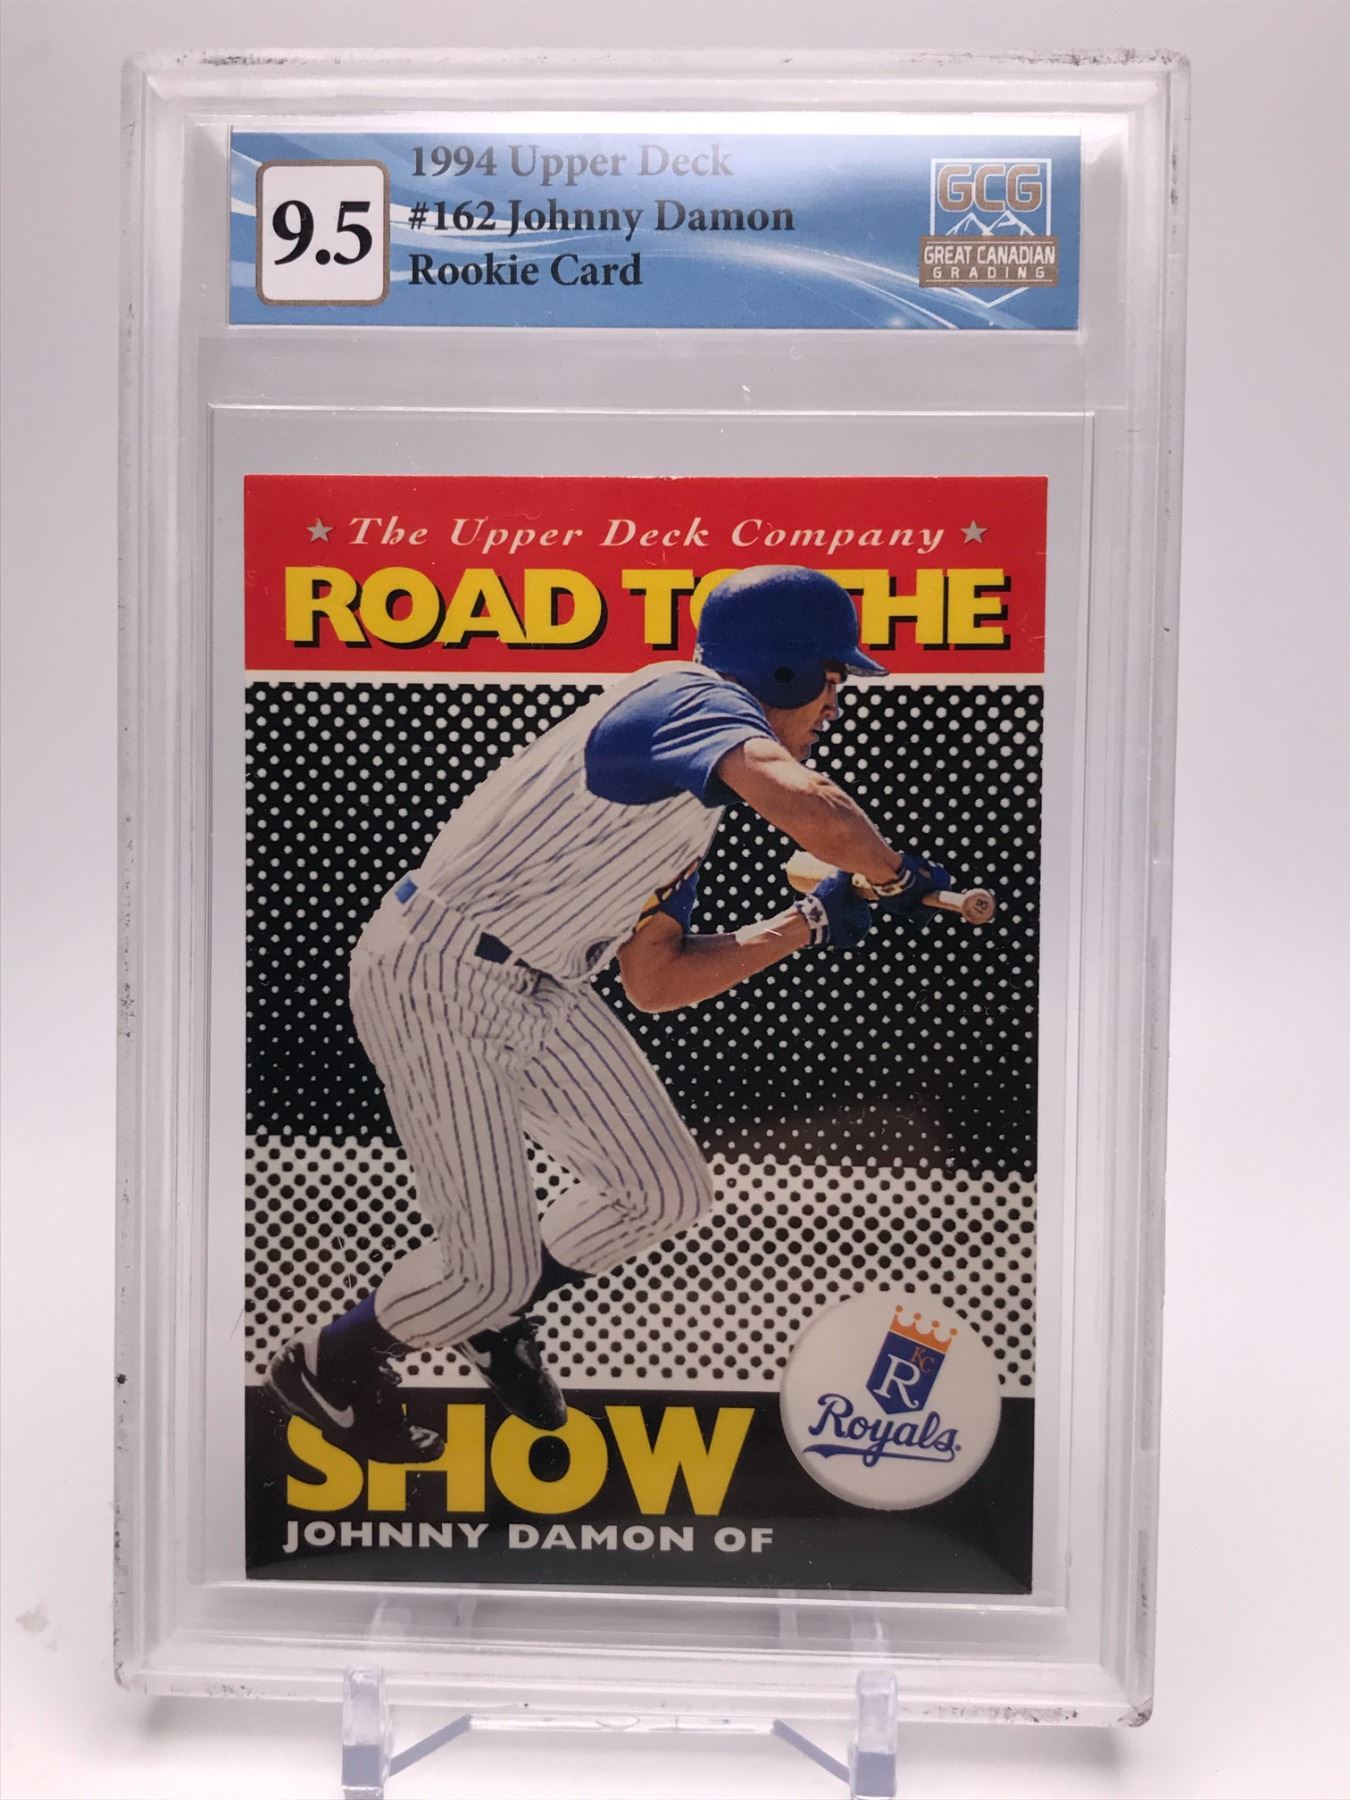 1994 Upper Deck
9.5
#162 Johnny Damon
Rookie Card
GCG
GREAT CANADIAN
GRADING
The Upper Deck Company
ROAD TO THE
KC
R
Royals
SHOW
JOHNNY DAMON OF